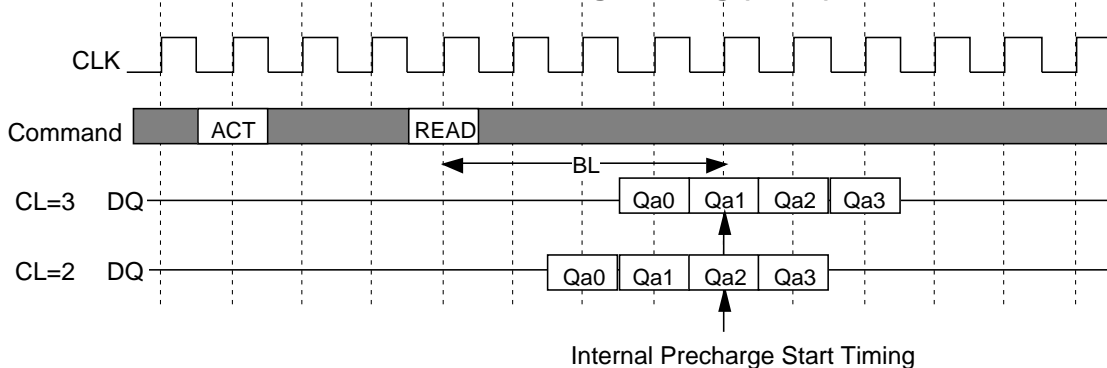 CLK
Command ACT READ
BL
CL=3 DQ Qa0 Qa1 Qa2 Qa3
CL=2 DQ Qa0 Qa1 Qa2 Qa3
Internal Precharge Start Timing